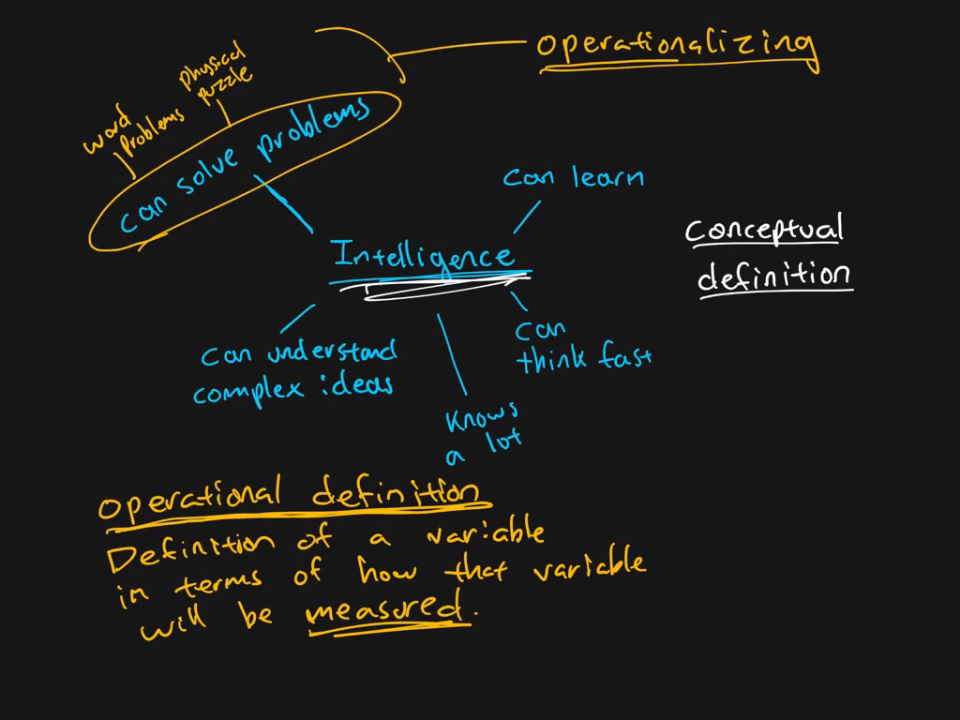 operationalizing
physical
puzzle
word
problems
can solve problems
can learn
Intelligence
conceptual
definition
can understand
complex ideas
can
think fast
knows
a lot
operational definition
Definition of a variable
in terms of how that variable
will be measured.